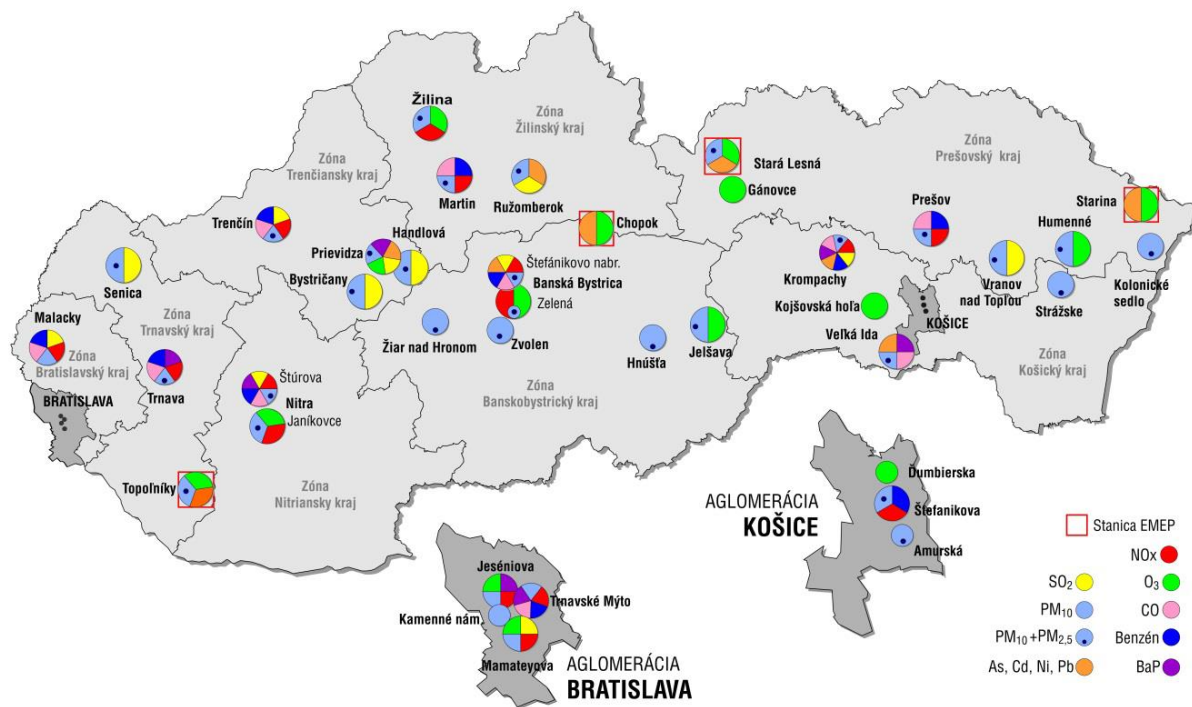 Žilina
Zóna
Žilinský kraj
Zóna
Trenčiansky kraj
Martin
Ružomberok
Stará Lesná
Gánovce
Zóna
Prešovský kraj
Starina
Trenčín
Handlová
Prievidza
Bystričany
Chopok
Prešov
Humenné
Štefánikovo nabr.
Banská Bystrica
Zelená
Senica
Krompachy
Vranov
nad Topľou
Kolonické
sedlo
Strážske
Kojšovská hoľa
KOŠICE
Malacky
Zóna
Trnavský kraj
Zóna
Bratislavský kraj
Žiar nad Hronom
Zvolen
Hnúšťa
Jelšava
Veľká Ida
Zóna
Košický kraj
Trnava
BRATISLAVA
Štúrova
Nitra
Janíkovce
Zóna
Banskobystrický kraj
Topoľníky
Zóna
Nitriansky kraj
Ďumbierska
AGLOMERÁCIA
KOŠICE
Štefanikova
Amurská
Jeséniova
Trnavské Mýto
Kamenné nám.
Mamateyova
AGLOMERÁCIA
BRATISLAVA
Stanica EMEP
NOx
SO₂
O₃
PM₁₀
CO
PM₁₀+PM₂,₅
Benzén
As, Cd, Ni, Pb
BaP